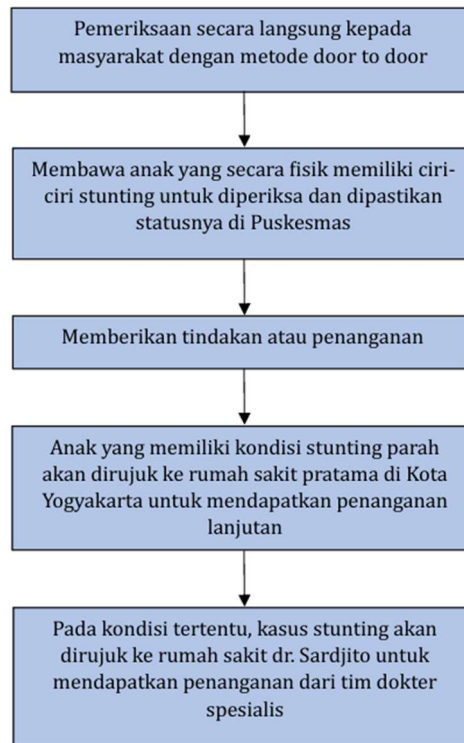 Pemeriksaan secara langsung kepada
masyarakat dengan metode door to door
Membawa anak yang secara fisik memiliki ciri-
ciri stunting untuk diperiksa dan dipastikan
statusnya di Puskesmas
Memberikan tindakan atau penanganan
Anak yang memiliki kondisi stunting parah
akan dirujuk ke rumah sakit pratama di Kota
Yogyakarta untuk mendapatkan penanganan
lanjutan
Pada kondisi tertentu, kasus stunting akan
dirujuk ke rumah sakit dr. Sardjito untuk
mendapatkan penanganan dari tim dokter
spesialis